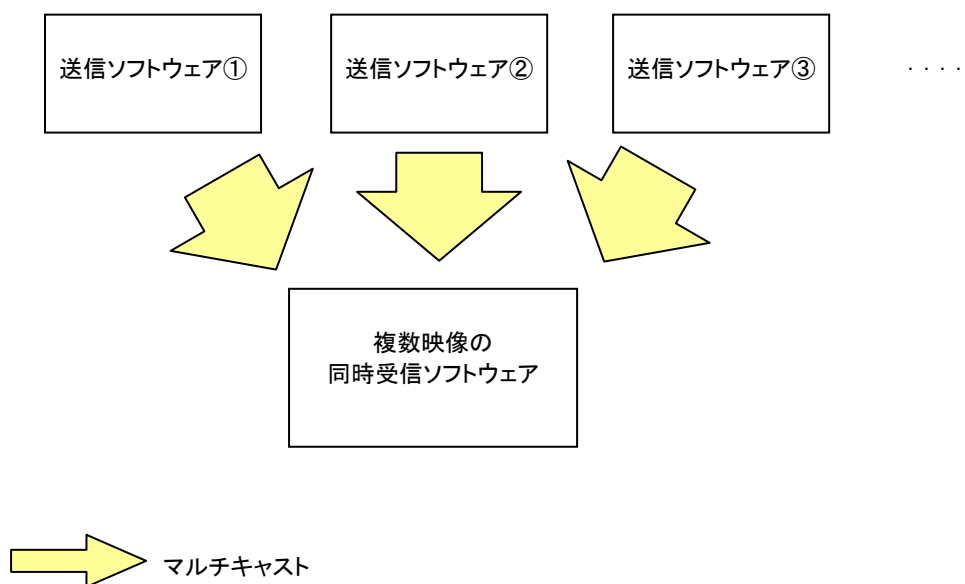 送信ソフトウェア①
送信ソフトウェア②
送信ソフトウェア③
・・・・
複数映像の
同時受信ソフトウェア
マルチキャスト